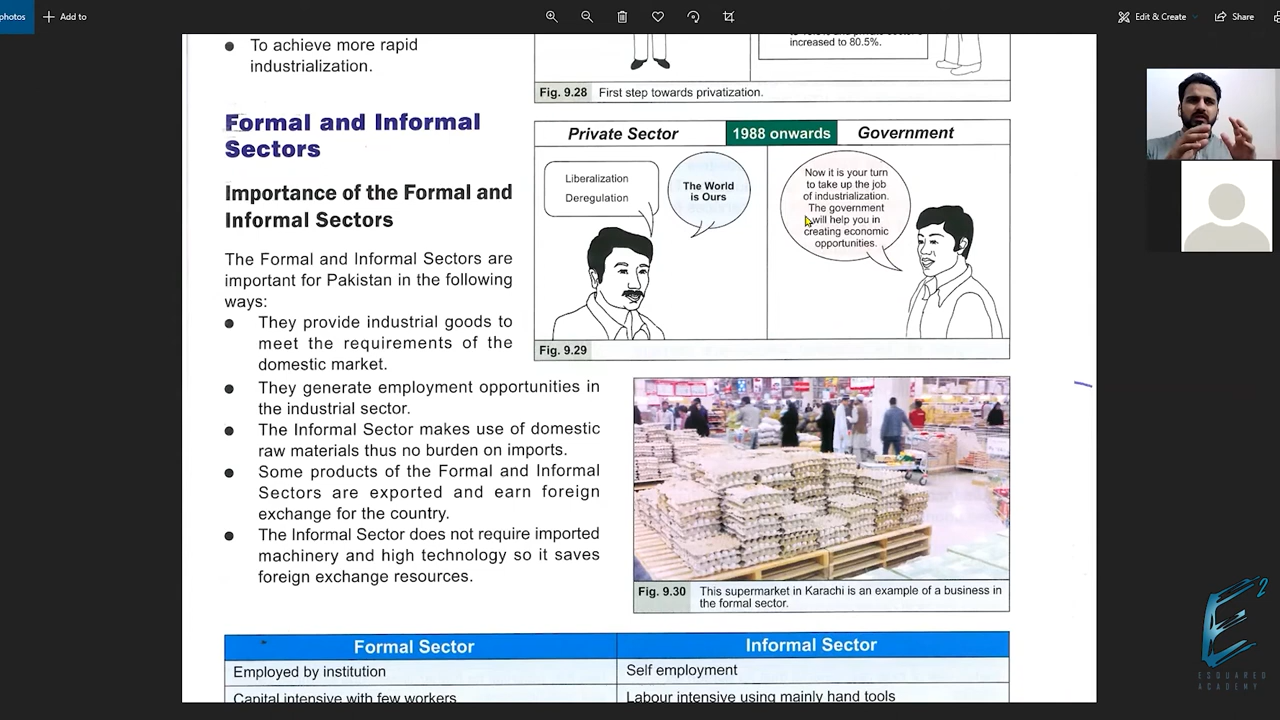 photos
Add to
Edit & Create
Share
To achieve more rapid
industrialization.
increased to 80.5%.
Fig. 9.28 First step towards privatization.
Formal and Informal
Sectors
Importance of the Formal and
Informal Sectors
The Formal and Informal Sectors are
important for Pakistan in the following
ways:
They provide industrial goods to
meet the requirements of the
domestic market.
They generate employment opportunities in
the industrial sector.
The Informal Sector makes use of domestic
raw materials thus no burden on imports.
Some products of the Formal and Informal
Sectors are exported and earn foreign
exchange for the country.
The Informal Sector does not require imported
machinery and high technology so it saves
foreign exchange resources.
Private Sector 1988 onwards Government
Liberalization
Deregulation
The World
is Ours
Now it is your turn
to take up the job
of industrialization.
The government
will help you in
creating economic
opportunities.
Fig. 9.29
Fig. 9.30 This supermarket in Karachi is an example of a business in
the formal sector.
Formal Sector Informal Sector
Employed by institution Self employment
Capital intensive with few workers Labour intensive using mainly hand tools
E2
ESQUARED
ACADEMY